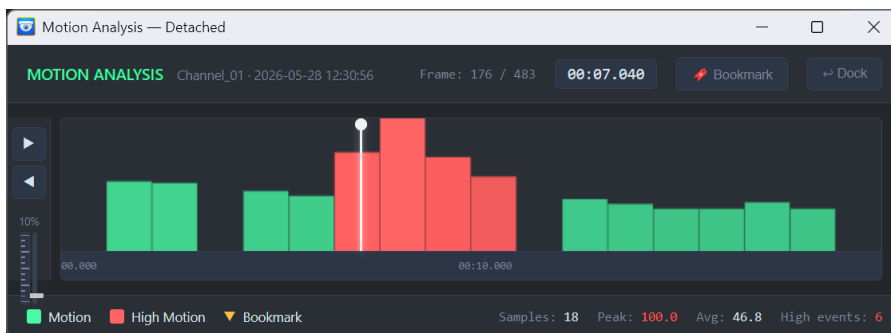 Motion Analysis — Detached
MOTION ANALYSIS Channel_01 · 2026-05-28 12:30:56 Frame: 176 / 483 00:07.040 Bookmark ↩ Dock
10%
00.000 00:10.000
Motion High Motion Bookmark Samples: 18 Peak: 100.0 Avg: 46.8 High events: 6